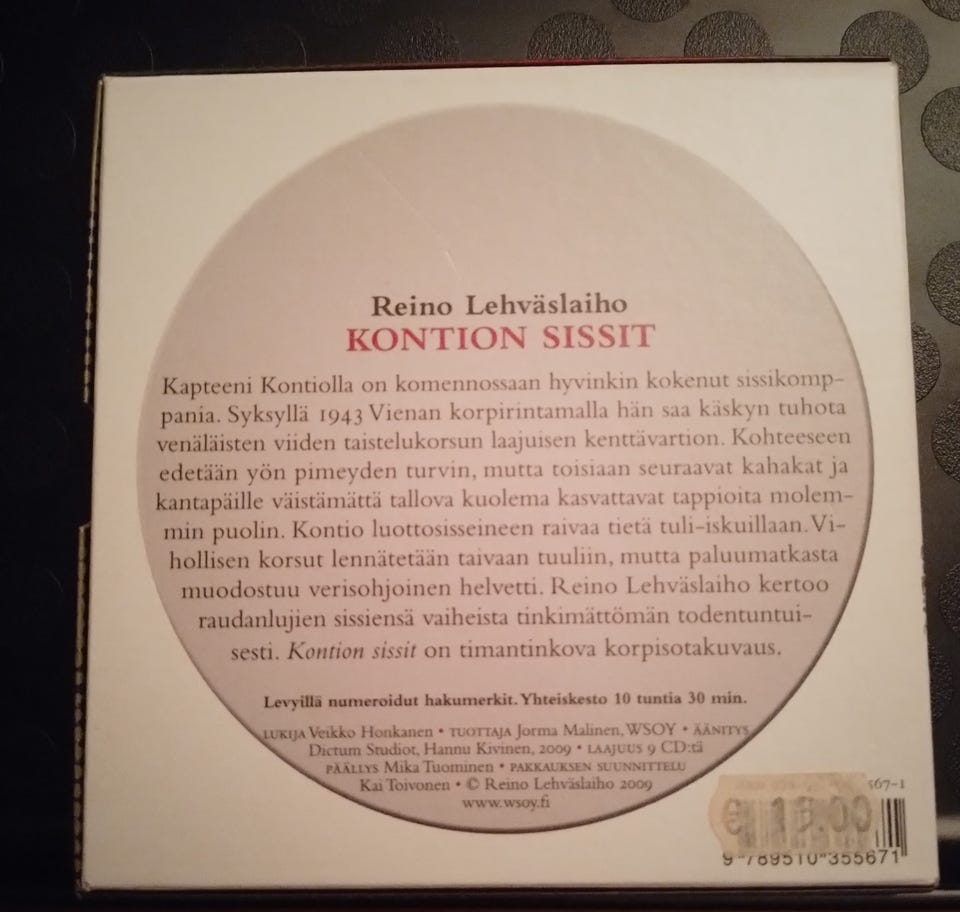 Reino Lehväslaiho
KONTION SISSIT
Kapteeni Kontiolla on komennossaan hyvinkin kokenut sissikomp-
pania. Syksyllä 1943 Vienan korpirintamalla hän saa käskyn tuhota
venäläisten viiden taistelukorsun laajuisen kenttävartion. Kohteeseen
edetään yön pimeyden turvin, mutta toisiaan seuraavat kahakat ja
kantapäille väistämättä tallova kuolema kasvattavat tappioita molem-
min puolin. Kontio luottosisseineen raivaa tietä tuli-iskuillaan. Vi-
hollisen korsut lennätetään taivaan tuuliin, mutta paluumatkasta
muodostuu verisohjoinen helvetti. Reino Lehväslaiho kertoo
raudanlujien sissiensä vaiheista tinkimättömän todentuntui-
sesti. Kontion sissit on timantinkova korpisotakuvaus.
Levyillä numeroidut hakumerkit. Yhteiskesto 10 tuntia 30 min.
LUKIJA Veikko Honkanen • TUOTTAJA Jorma Malinen, WSOY • ÄÄNITYS
Dictum Studiot, Hannu Kivinen, 2009 • LAAJUUS 9 CD:tä
PÄÄLLYS Mika Tuominen • PAKKAUKSEN SUUNNITTELU
Kai Toivonen • © Reino Lehväslaiho 2009
www.wsoy.fi
567-1
9 789510 355671